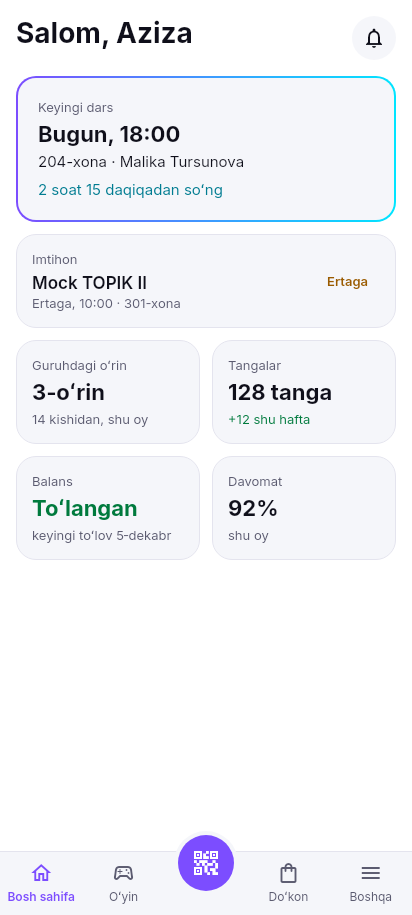 Salom, Aziza
Keyingi dars
Bugun, 18:00
204-xona · Malika Tursunova
2 soat 15 daqiqadan soʻng
Imtihon
Mock TOPIK II
Ertaga, 10:00 · 301-xona
Ertaga
Guruhdagi oʻrin
3-oʻrin
14 kishidan, shu oy
Tangalar
128 tanga
+12 shu hafta
Balans
Toʻlangan
keyingi toʻlov 5-dekabr
Davomat
92%
shu oy
Bosh sahifa
Oʻyin
Doʻkon
Boshqa